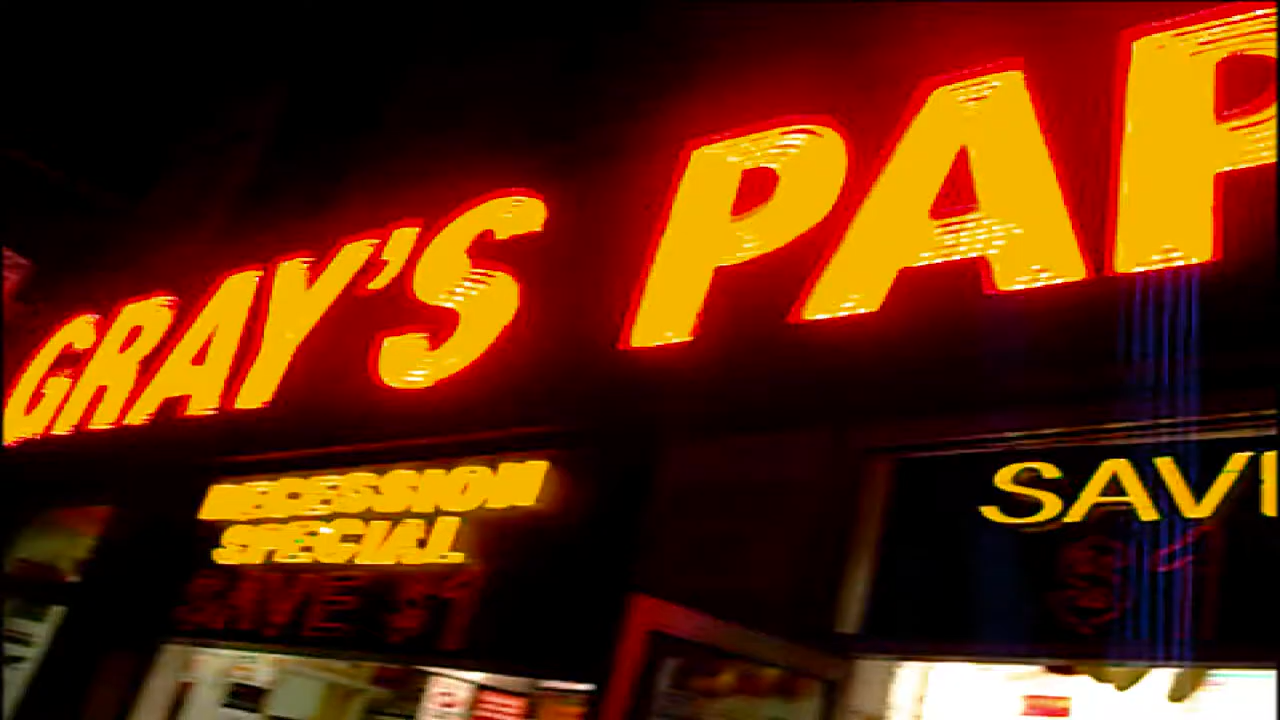 GRAY'S PAP
RECESSION
SPECIAL
SAVE $1
SAVI